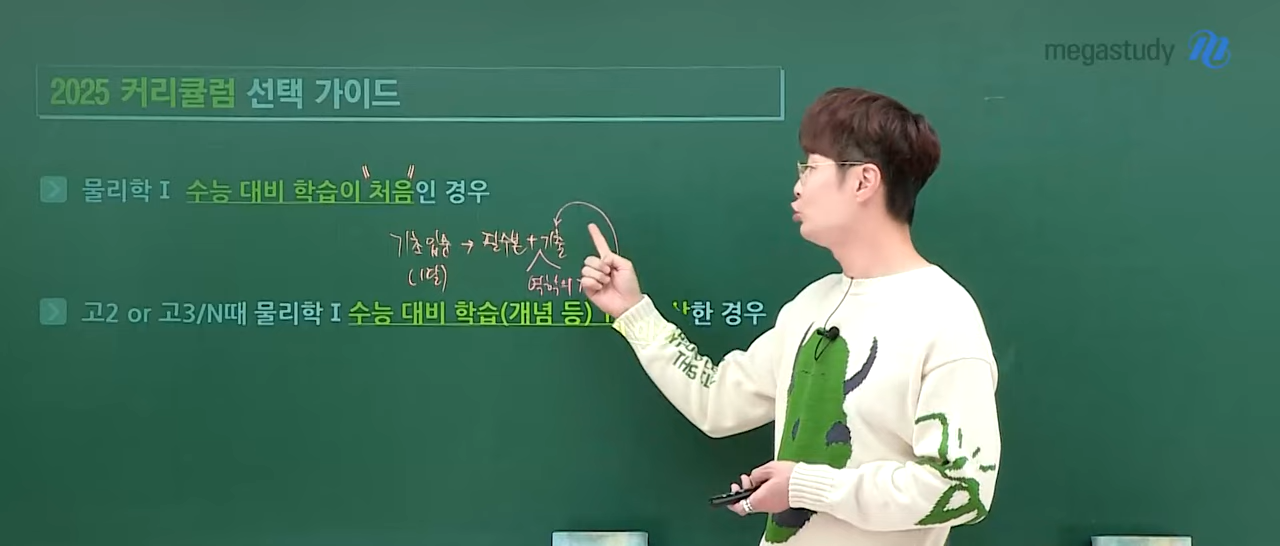 megastudy
2025 커리큘럼 선택 가이드
물리학 I 수능 대비 학습이 "처음"인 경우
기초입문 → 필수본 + 기출
(1달)
역학의
고2 or 고3/N때 물리학 I 수능 대비 학습(개념 등) 한 경우